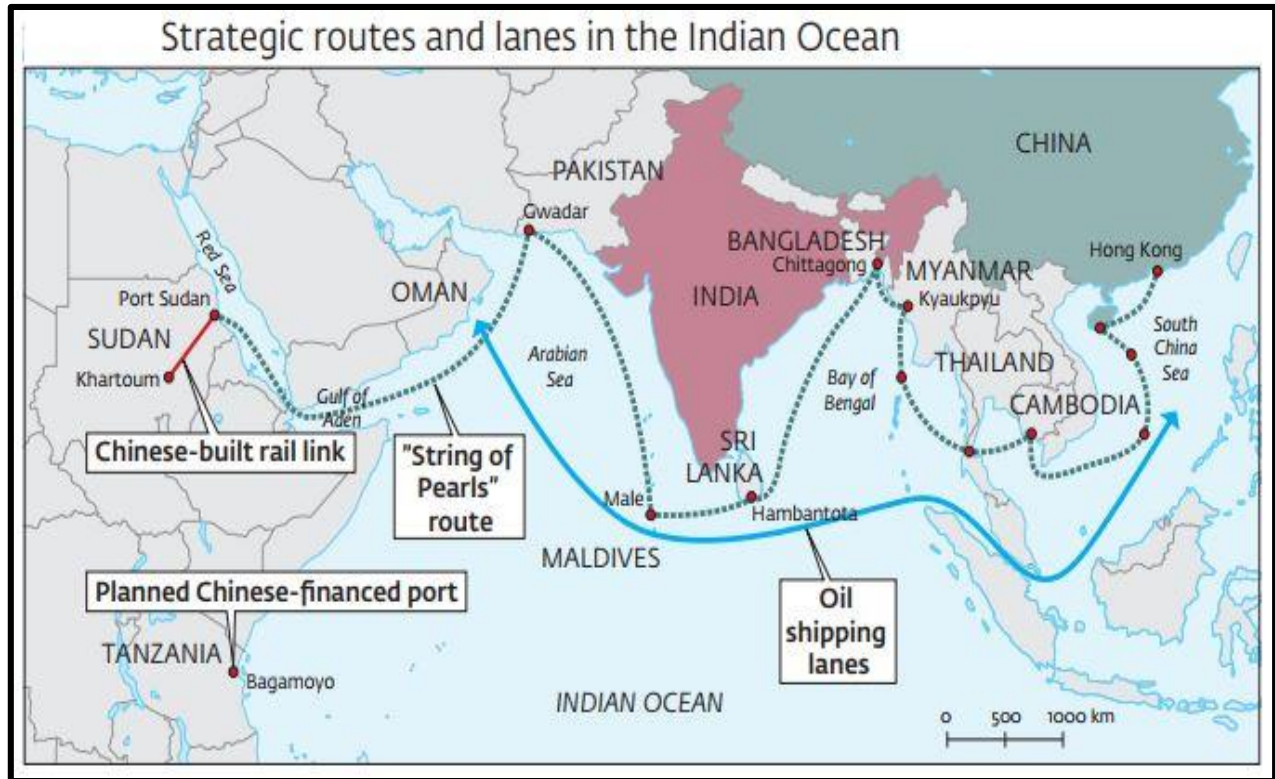 Strategic routes and lanes in the Indian Ocean
CHINA
PAKISTAN
Gwadar
Red Sea
BANGLADESH
Chittagong
Hong Kong
MYANMAR
Kyaukpyu
Port Sudan
OMAN
INDIA
SUDAN
Khartoum
Arabian
Sea
South
China
Sea
THAILAND
Bay of
Bengal
Gulf of
Aden
CAMBODIA
Chinese-built rail link
"String of
Pearls"
route
SRI
LANKA
Male
Hambantota
MALDIVES
Planned Chinese-financed port
Oil
shipping
lanes
TANZANIA
Bagamoyo
INDIAN OCEAN
0 500 1000 km